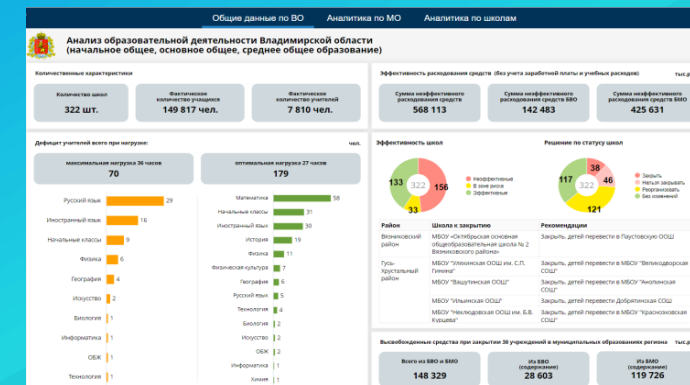 Общие данные по ВО
Аналитика по МО
Аналитика по школам
Анализ образовательной деятельности Владимирской области
(начальное общее, основное общее, среднее общее образование)
Количественные характеристики
Количество школ
322 шт.
Фактическое
количество учащихся
149 817 чел.
Фактическое
количество учителей
7 810 чел.
Эффективность расходования средств (без учета заработной платы и учебных расходов)
тыс.р
Сумма неэффективного
расходования средств
568 113
Сумма неэффективного
расходования средств БВО
142 483
Сумма неэффективного
расходования средств БМО
425 631
Дефицит учителей всего при нагрузке:
чел.
максимальная нагрузка 36 часов
70
оптимальная нагрузка 27 часов
179
Русский язык 29
Иностранный язык 16
Начальные классы 9
Физика 6
География 4
Искусство 2
Биология 1
Информатика 1
ОБЖ 1
Технология 1
Математика 58
Начальные классы 31
Иностранный язык 30
История 19
Физика 11
Физическая культура 7
География 6
Русский язык 5
Технология 4
Биология 2
Искусство 2
ОБЖ 2
Информатика 1
Химия 1
Эффективность школ
133
322
156
33
Неэффективные
В зоне риска
Эффективные
Решение по статусу школ
38
46
117
322
121
Закрыть
Нельзя закрывать
Реорганизовать
Без изменений
Район
Школа к закрытию
Рекомендации
Вязниковский
район
МБОУ «Октябрьская основная
общеобразовательная школа № 2
Вязниковского района»
Закрыть, детей перевести в Паустовскую ООШ
Гусь-
Хрустальный
район
МБОУ "Уляхинская ООШ им. С.П.
Гинина"
Закрыть, детей перевести в МБОУ "Великодворская
СОШ"
МБОУ "Вашутинская ООШ"
Закрыть, детей перевести в МБОУ "Анопинская
СОШ"
МБОУ "Ильинская ООШ"
Закрыть, детей перевести Добрятинская СОШ
МБОУ "Неклюдовская ООШ им. Б.В.
Курцева"
Закрыть, детей перевести в МБОУ "Краснозховская
СОШ"
Высвобожденные средства при закрытии 38 учреждений в муниципальных образованиях региона
тыс.р
Всего из БВО и БМО
148 329
Из БВО
(содержание)
28 603
Из БМО
(содержание)
119 726